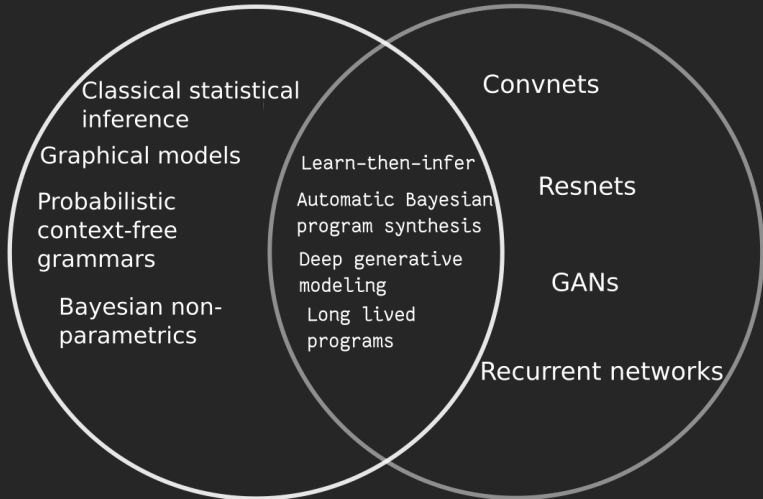 Classical statistical
inference
Graphical models
Probabilistic
context-free
grammars
Bayesian non-
parametrics
Learn-then-infer
Automatic Bayesian
program synthesis
Deep generative
modeling
Long lived
programs
Convnets
Resnets
GANs
Recurrent networks